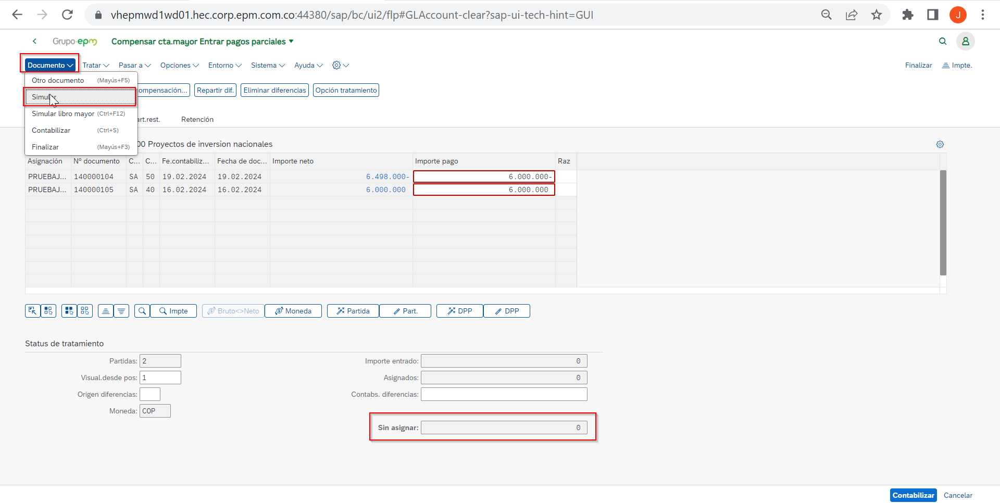 vhepmwd1wd01.hec.corp.epm.com.co:44380/sap/bc/ui2/flp#GLAccount-clear?sap-ui-tech-hint=GUI
J
Grupo·epm
Compensar cta.mayor Entrar pagos parciales
Documento Tratar Pasar a Opciones Entorno Sistema Ayuda Finalizar Impte.
Otro documento (Mayús+F5)
ompensación... Repartir dif. Eliminar diferencias Opción tratamiento
Simular
Simular libro mayor (Ctrl+F12)
art.rest. Retención
Contabilizar (Ctrl+S)
00 Proyectos de inversion nacionales
Finalizar (Mayús+F3)
Asignación Nº documento C... C... Fe.contabiliz... Fecha de doc... Importe neto Importe pago Raz
PRUEBAJ... 140000104 SA 50 19.02.2024 19.02.2024 6.498.000- 6.000.000-
PRUEBAJ... 140000105 SA 40 16.02.2024 16.02.2024 6.000.000 6.000.000
Impte Bruto<>Neto Moneda Partida Part. DPP DPP
Status de tratamiento
Partidas: 2 Importe entrado: 0
Visual.desde pos: 1 Asignados: 0
Origen diferencias: Contabs. diferencias:
Moneda: COP
Sin asignar: 0
Contabilizar Cancelar